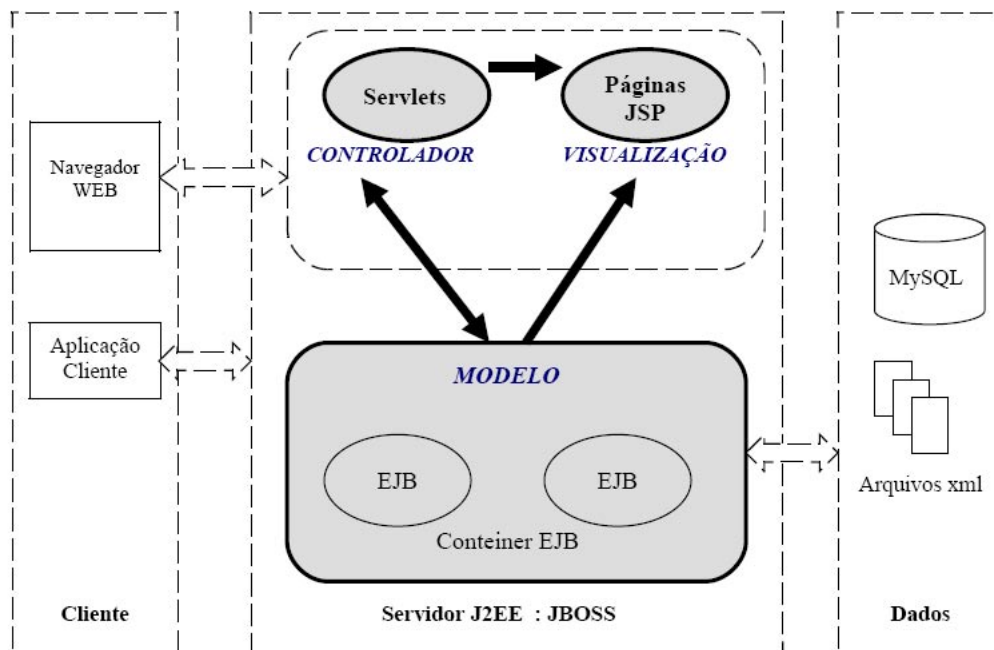 Servlets
Páginas
JSP
CONTROLADOR
VISUALIZAÇÃO
Navegador
WEB
MySQL
Aplicação
Cliente
MODELO
EJB
EJB
Arquivos xml
Conteiner EJB
Cliente
Servidor J2EE : JBOSS
Dados